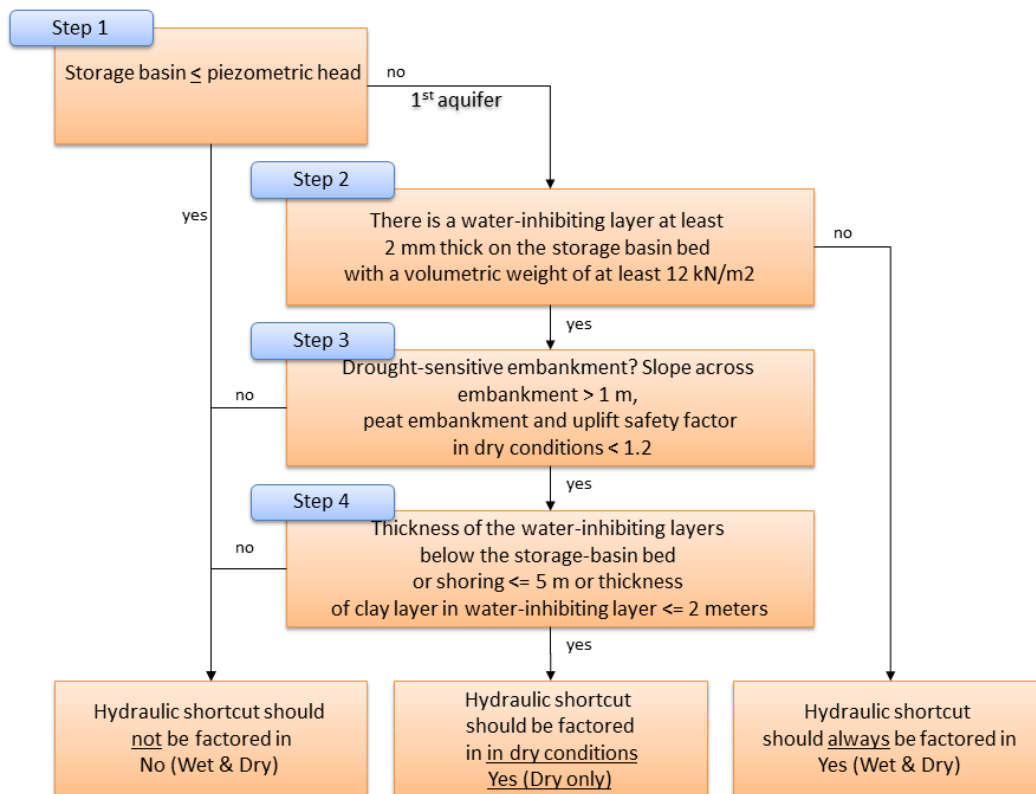 Step 1
Storage basin ≤ piezometric head
no
1st aquifer
Step 2
yes
There is a water-inhibiting layer at least
2 mm thick on the storage basin bed
with a volumetric weight of at least 12 kN/m2
no
yes
Step 3
Drought-sensitive embankment? Slope across
embankment > 1 m,
peat embankment and uplift safety factor
in dry conditions < 1.2
no
yes
Step 4
Thickness of the water-inhibiting layers
below the storage-basin bed
or shoring <= 5 m or thickness
of clay layer in water-inhibiting layer <= 2 meters
no
yes
Hydraulic shortcut should
not be factored in
No (Wet & Dry)
Hydraulic shortcut
should be factored
in in dry conditions
Yes (Dry only)
Hydraulic shortcut
should always be factored in
Yes (Wet & Dry)